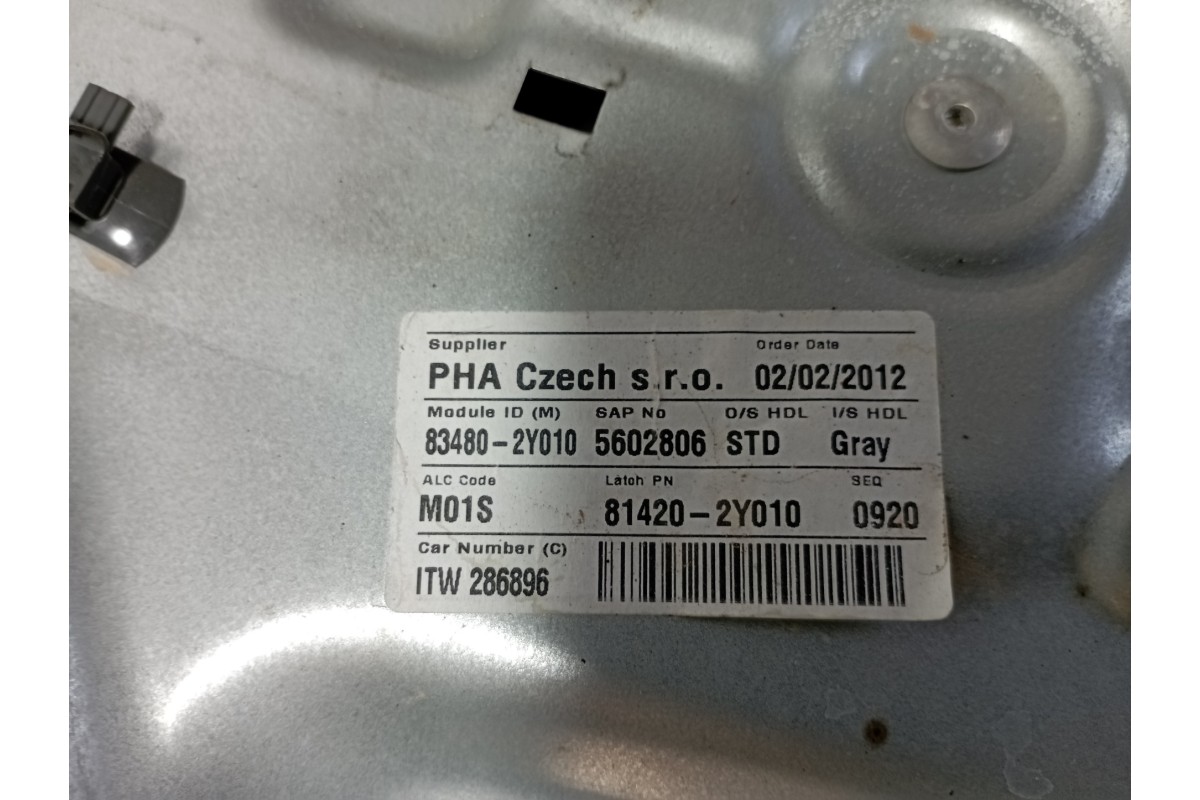 Supplier Order Date
PHA Czech s.r.o. 02/02/2012
Module ID (M) SAP No O/S HDL I/S HDL
83480-2Y010 5602806 STD Gray
ALC Code Latch PN SEQ
M01S 81420-2Y010 0920
Car Number (C)
ITW 286896